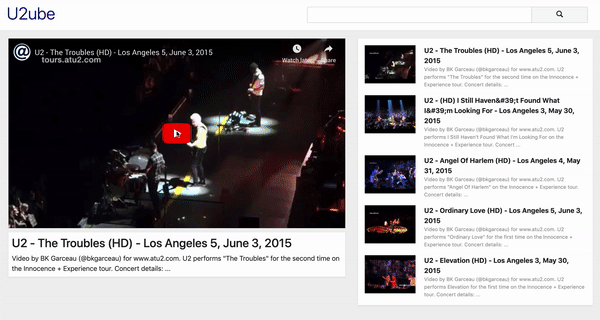 U2ube
U2 - The Troubles (HD) - Los Angeles 5, June 3, 2015
tours.atu2.com
Watch later
Share
U2 - The Troubles (HD) - Los Angeles 5, June 3, 2015
Video by BK Garceau (@bkgarceau) for www.atu2.com. U2 performs "The Troubles" for the second time on
the Innocence + Experience tour. Concert details: ...
U2 - The Troubles (HD) - Los Angeles 5, June 3,
2015
Video by BK Garceau (@bkgarceau) for www.atu2.com. U2
performs "The Troubles" for the second time on the Innocence +
Experience tour. Concert details: ...
U2 - (HD) I Still Haven&#39;t Found What
I&#39;m Looking For - Los Angeles 3, May 30,
2015
Video by BK Garceau (@bkgarceau) for www.atu2.com. U2
performs I Still Haven't Found What I'm Looking For on the Innocence
+ Experience tour. Concert ...
U2 - Angel Of Harlem (HD) - Los Angeles 4, May
31, 2015
Video by BK Garceau (@bkgarceau) for www.atu2.com. U2
performs "Angel Of Harlem" on the Innocence + Experience tour.
Concert details: ...
U2 - Ordinary Love (HD) - Los Angeles 5, June 3,
2015
Video by BK Garceau (@bkgarceau) for www.atu2.com. U2
performs "Ordinary Love" for the first time on the Innocence +
Experience tour. Concert details: ...
U2 - Elevation (HD) - Los Angeles 3, May 30,
2015
Video by BK Garceau (@bkgarceau) for www.atu2.com. U2
performs Elevation for the first time on the Innocence + Experience
tour. Concert details: ...